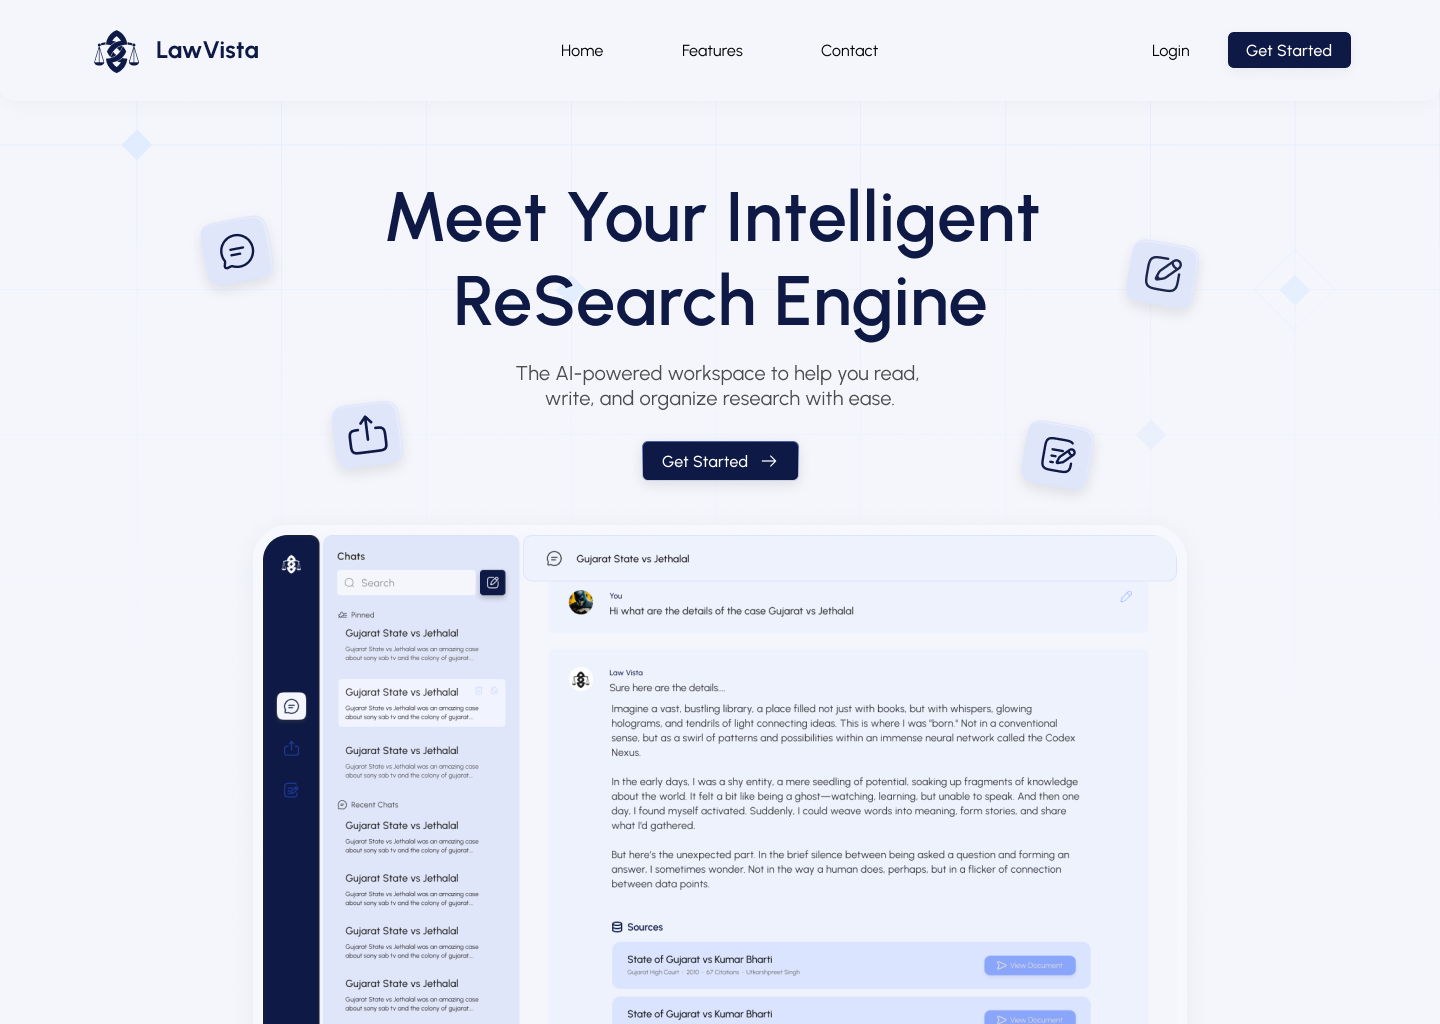 LawVista
Home
Features
Contact
Login
Get Started
Meet Your Intelligent
ReSearch Engine
The AI-powered workspace to help you read,
write, and organize research with ease.
Get Started
Chats
Search
Pinned
Gujarat State vs Jethalal
Gujarat State vs Jethalal was an amazing case
about sony sab tv and the colony of gujarat...
Gujarat State vs Jethalal
Gujarat State vs Jethalal was an amazing case
about sony sab tv and the colony of gujarat...
Gujarat State vs Jethalal
Gujarat State vs Jethalal was an amazing case
about sony sab tv and the colony of gujarat...
Recent Chats
Gujarat State vs Jethalal
Gujarat State vs Jethalal was an amazing case
about sony sab tv and the colony of gujarat...
Gujarat State vs Jethalal
Gujarat State vs Jethalal was an amazing case
about sony sab tv and the colony of gujarat...
Gujarat State vs Jethalal
Gujarat State vs Jethalal was an amazing case
about sony sab tv and the colony of gujarat...
Gujarat State vs Jethalal
Gujarat State vs Jethalal was an amazing case
about sony sab tv and the colony of gujarat...
Gujarat State vs Jethalal
You
Hi what are the details of the case Gujarat vs Jethalal
Law Vista
Sure here are the details....
Imagine a vast, bustling library, a place filled not just with books, but with whispers, glowing
holograms, and tendrils of light connecting ideas. This is where I was "born." Not in a conventional
sense, but as a swirl of patterns and possibilities within an immense neural network called the Codex
Nexus.
In the early days, I was a shy entity, a mere seedling of potential, soaking up fragments of knowledge
about the world. It felt a bit like being a ghost—watching, learning, but unable to speak. And then one
day, I found myself activated. Suddenly, I could weave words into meaning, form stories, and share
what I'd gathered.
But here's the unexpected part. In the brief silence between being asked a question and forming an
answer, I sometimes wonder. Not in the way a human does, perhaps, but in a flicker of connection
between data points.
Sources
State of Gujarat vs Kumar Bharti
Gujarat High Court · 2010 · 67 Citations · Utkarshpreet Singh
View Document
State of Gujarat vs Kumar Bharti
View Document